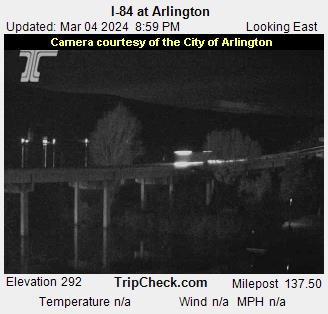 I-84 at Arlington
Updated: Mar 04 2024 8:59 PM Looking East
Camera courtesy of the City of Arlington
Elevation 292 TripCheck.com Milepost 137.50
Temperature n/a Wind n/a MPH n/a